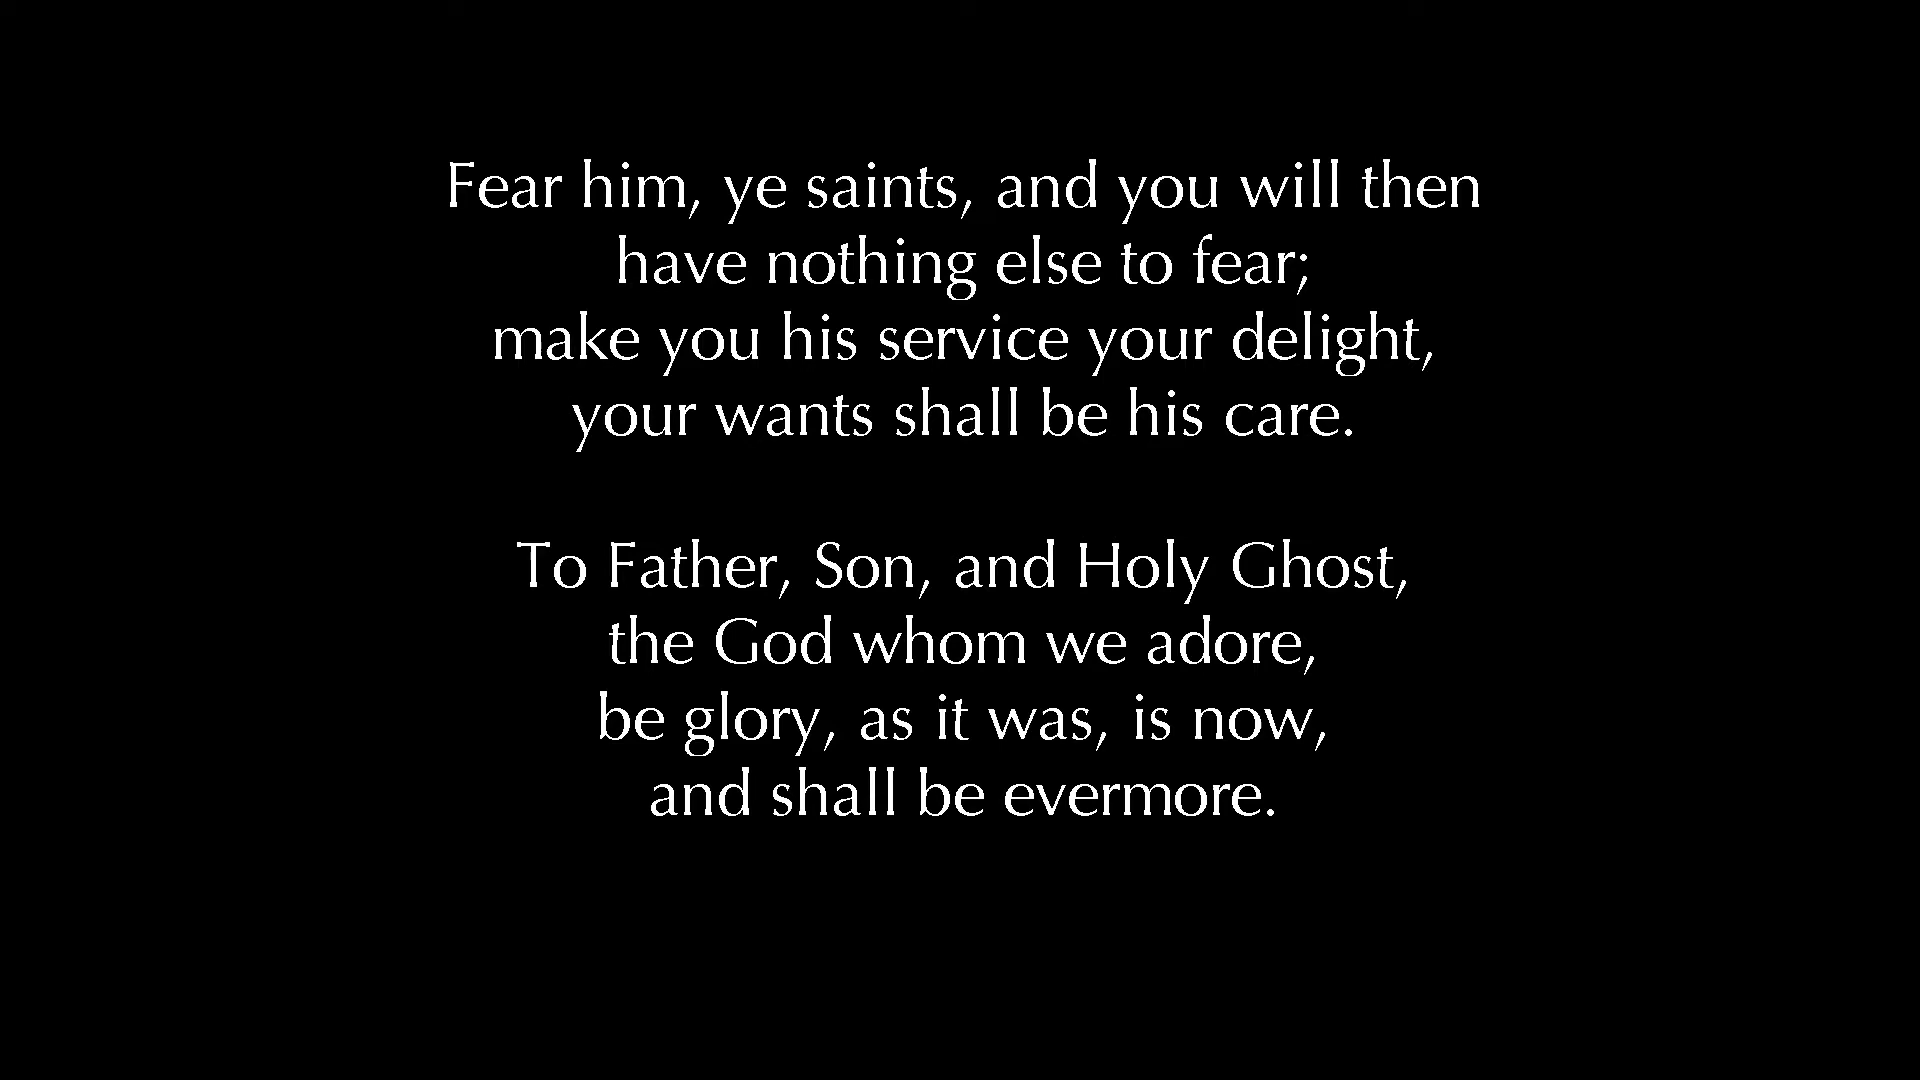 Fear him, ye saints, and you will then
have nothing else to fear;
make you his service your delight,
your wants shall be his care.
To Father, Son, and Holy Ghost,
the God whom we adore,
be glory, as it was, is now,
and shall be evermore.